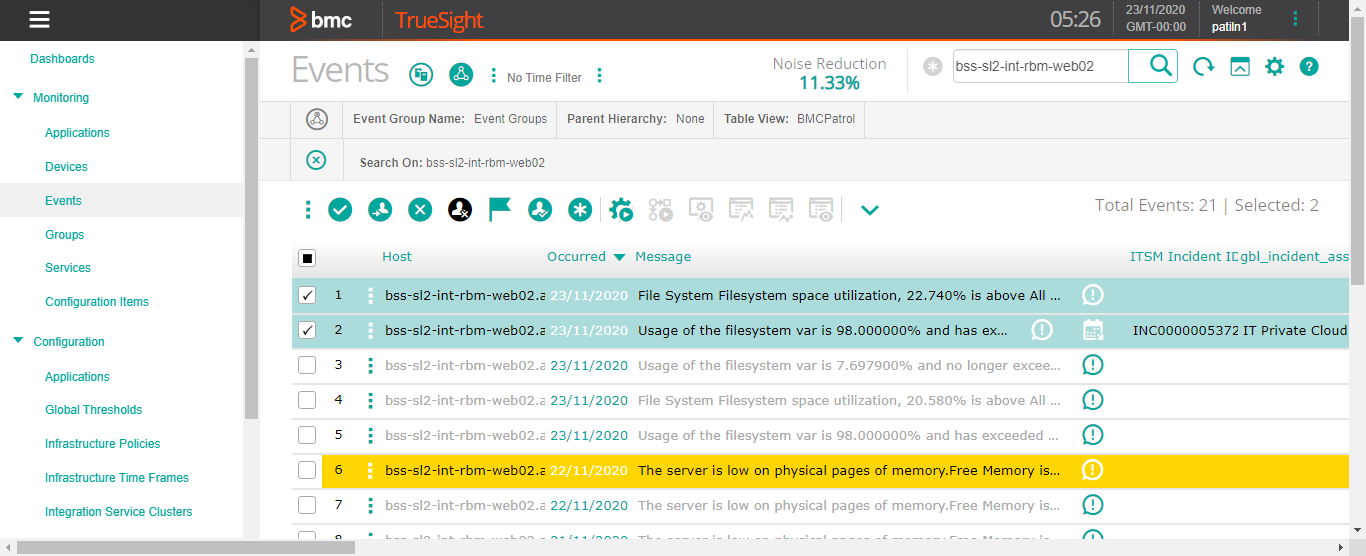 bmc TrueSight 05:26 23/11/2020 GMT-00:00 Welcome patiln1
Dashboards
Monitoring
Applications
Devices
Events
Groups
Services
Configuration Items
Configuration
Applications
Global Thresholds
Infrastructure Policies
Infrastructure Time Frames
Integration Service Clusters
Events No Time Filter Noise Reduction 11.33% bss-sl2-int-rbm-web02
Event Group Name: Event Groups Parent Hierarchy: None Table View: BMCPatrol
Search On: bss-sl2-int-rbm-web02
Total Events: 21 | Selected: 2
Host Occurred Message ITSM Incident ID gbl_incident_ass
1 bss-sl2-int-rbm-web02.a 23/11/2020 File System Filesystem space utilization, 22.740% is above All ...
2 bss-sl2-int-rbm-web02.a 23/11/2020 Usage of the filesystem var is 98.000000% and has ex... INC0000005372 IT Private Cloud
3 bss-sl2-int-rbm-web02.a 23/11/2020 Usage of the filesystem var is 7.697900% and no longer excee...
4 bss-sl2-int-rbm-web02.a 23/11/2020 File System Filesystem space utilization, 20.580% is above All ...
5 bss-sl2-int-rbm-web02.a 23/11/2020 Usage of the filesystem var is 98.000000% and has exceeded ...
6 bss-sl2-int-rbm-web02.a 22/11/2020 The server is low on physical pages of memory.Free Memory is...
7 bss-sl2-int-rbm-web02.a 22/11/2020 The server is low on physical pages of memory.Free Memory is...